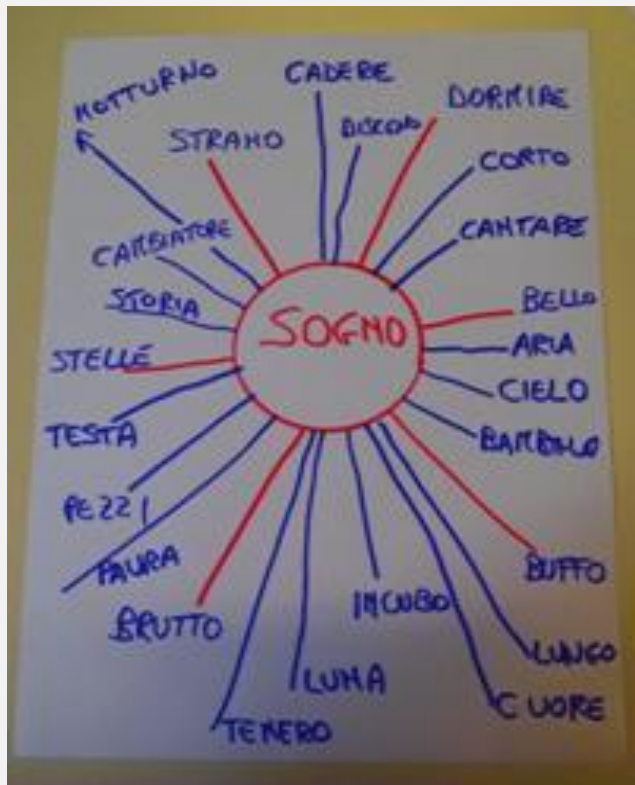 NOTTURNO
STRANO
CADERE
DORMIRE
CORTO
CANTARE
CAMBIATORE
STORIA
STELLE
TESTA
PEZZI
PAURA
BRUTTO
TENERO
LUNA
INCUBO
CUORE
LUNGO
BUFFO
BAMBINO
CIELO
ARIA
BELLO
SOGNO